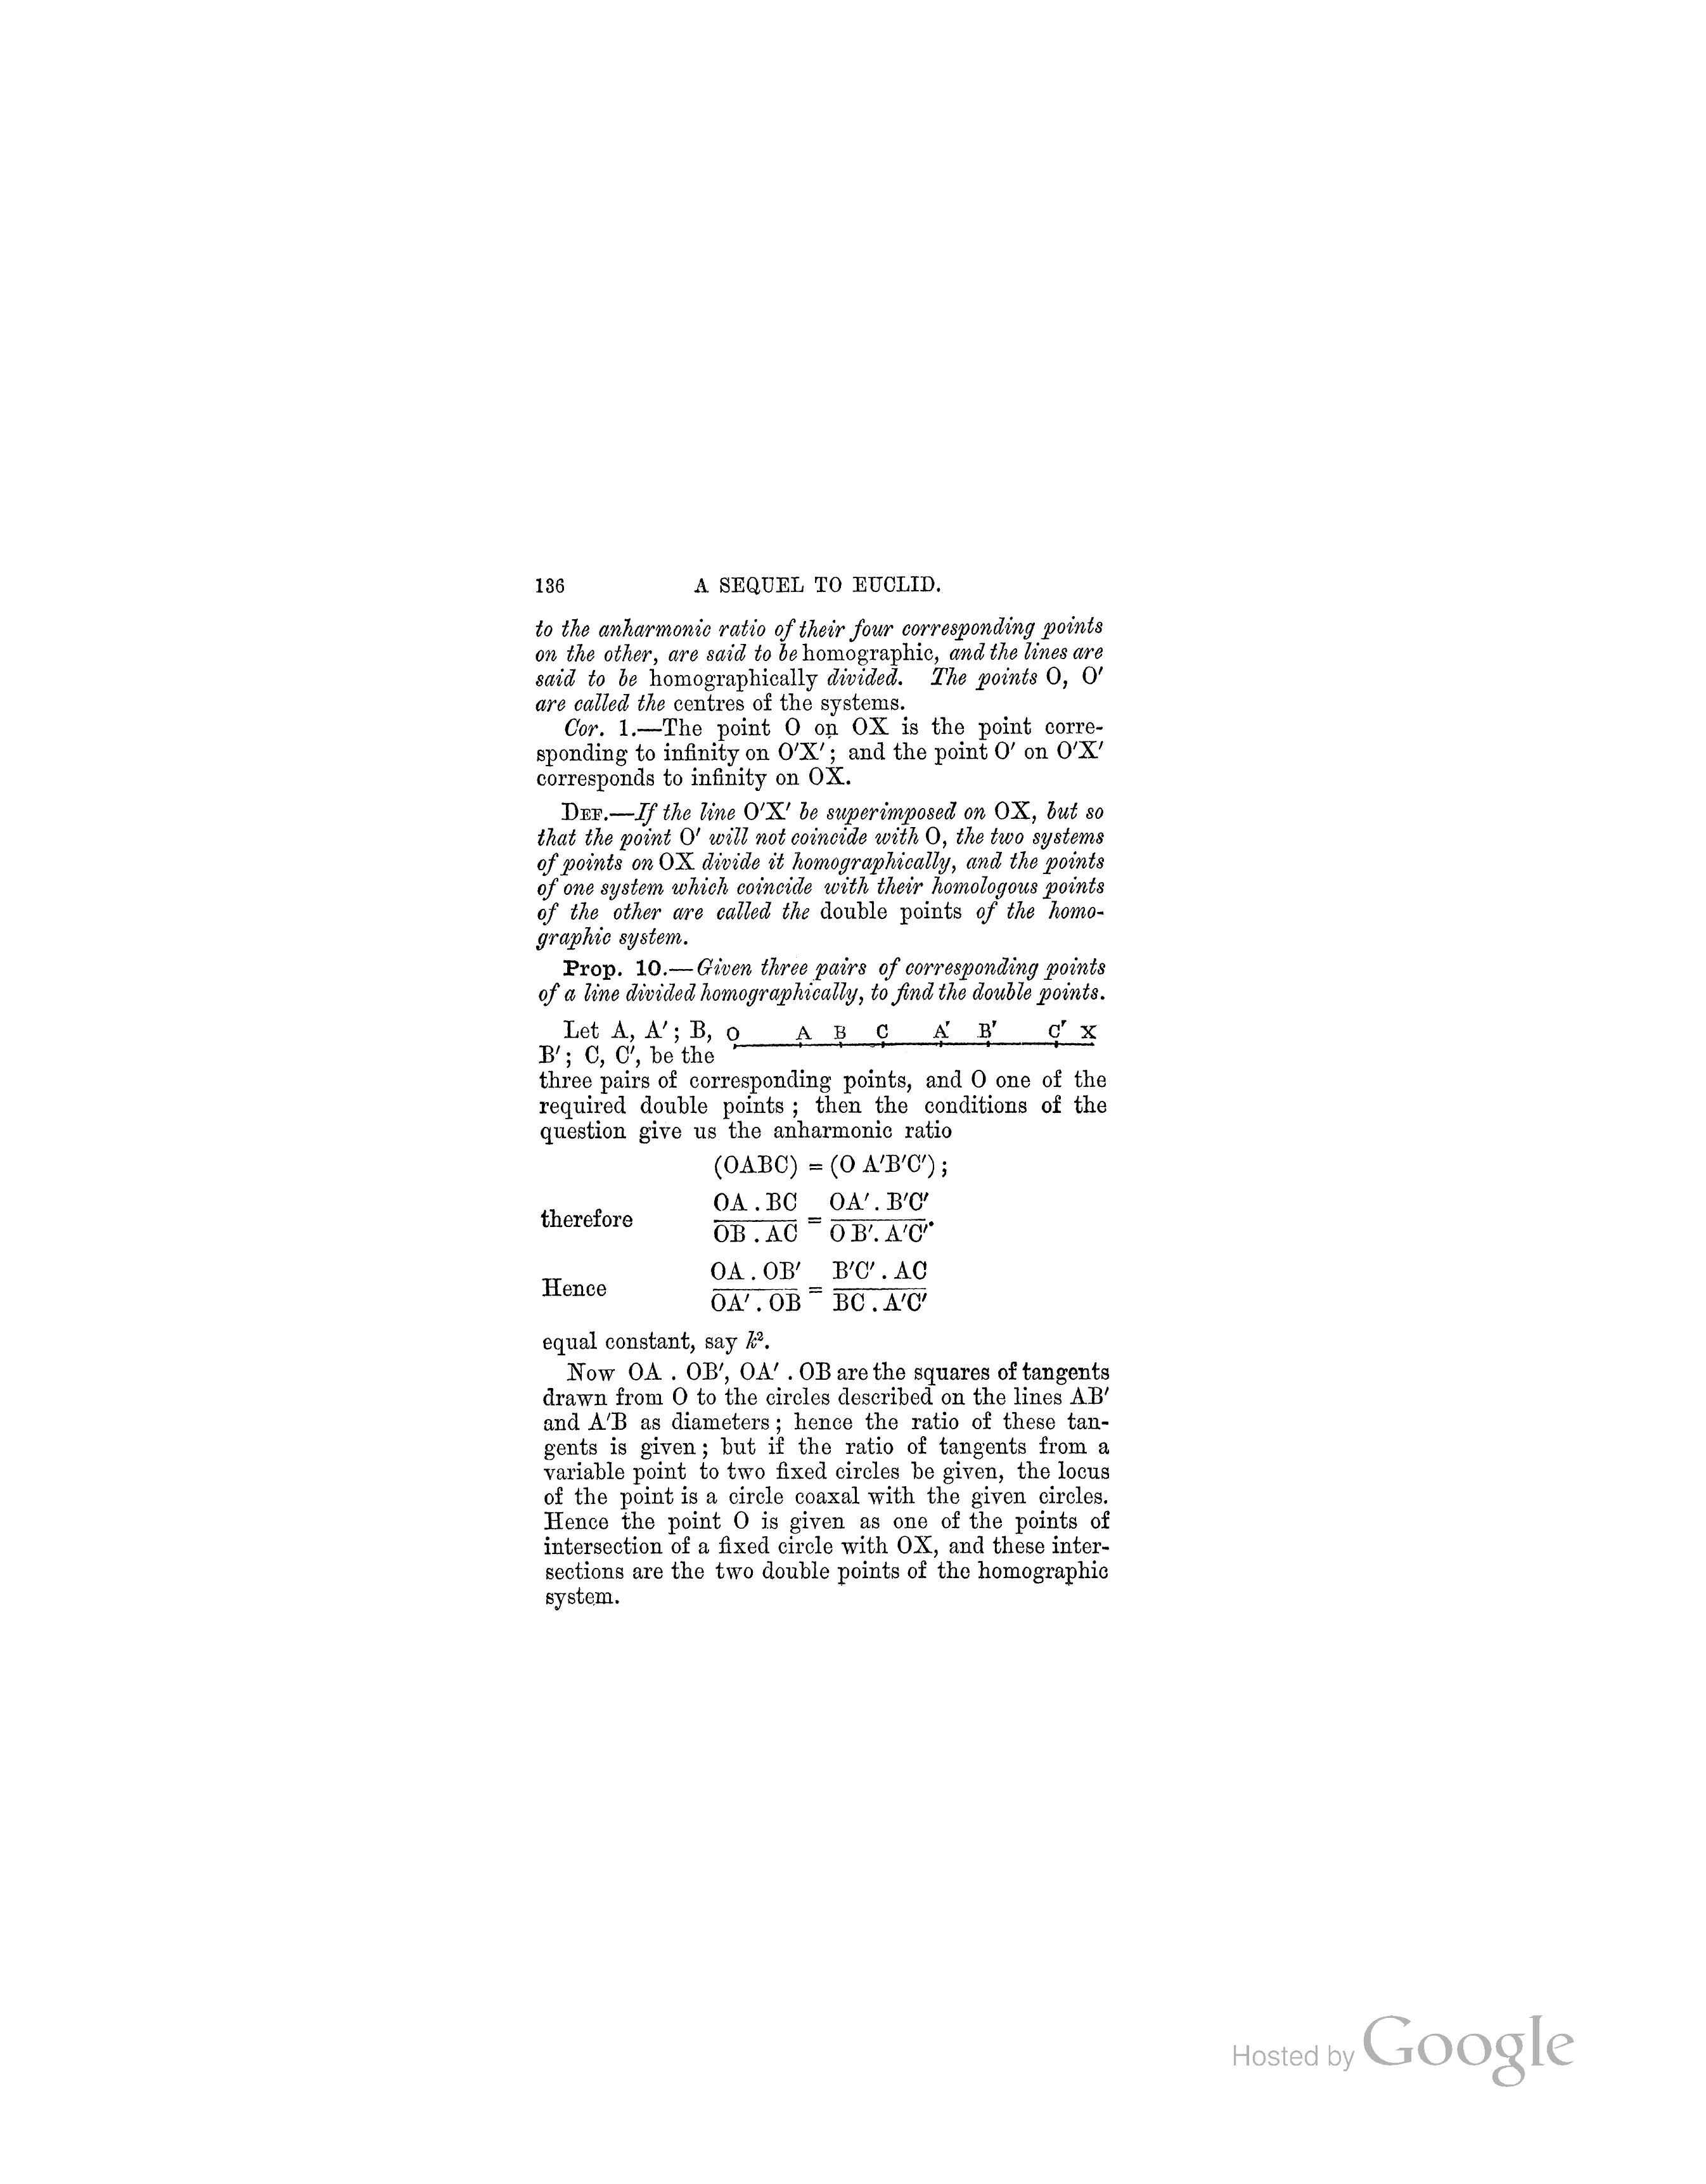 136 A SEQUEL TO EUCLID.
to the anharmonic ratio of their four corresponding points
on the other, are said to be homographic, and the lines are
said to be homographically divided. The points O, O′
are called the centres of the systems.
Cor. 1.—The point O on OX is the point corre-
sponding to infinity on O′X′; and the point O′ on O′X′
corresponds to infinity on OX.
DEF.—If the line O′X′ be superimposed on OX, but so
that the point O′ will not coincide with O, the two systems
of points on OX divide it homographically, and the points
of one system which coincide with their homologous points
of the other are called the double points of the homo-
graphic system.
Prop. 10.—Given three pairs of corresponding points
of a line divided homographically, to find the double points.
Let A, A′; B,
B′; C, C′, be the
O A B C A′ B′ C′ X
three pairs of corresponding points, and O one of the
required double points; then the conditions of the
question give us the anharmonic ratio
(OABC) = (O A′B′C′);
therefore OA . BC / OB . AC = OA′ . B′C′ / O B′. A′C′.
Hence OA . OB′ / OA′ . OB = B′C′ . AC / BC . A′C′
equal constant, say k².
Now OA . OB′, OA′ . OB are the squares of tangents
drawn from O to the circles described on the lines AB′
and A′B as diameters; hence the ratio of these tan-
gents is given; but if the ratio of tangents from a
variable point to two fixed circles be given, the locus
of the point is a circle coaxal with the given circles.
Hence the point O is given as one of the points of
intersection of a fixed circle with OX, and these inter-
sections are the two double points of the homographic
system.
Hosted by Google